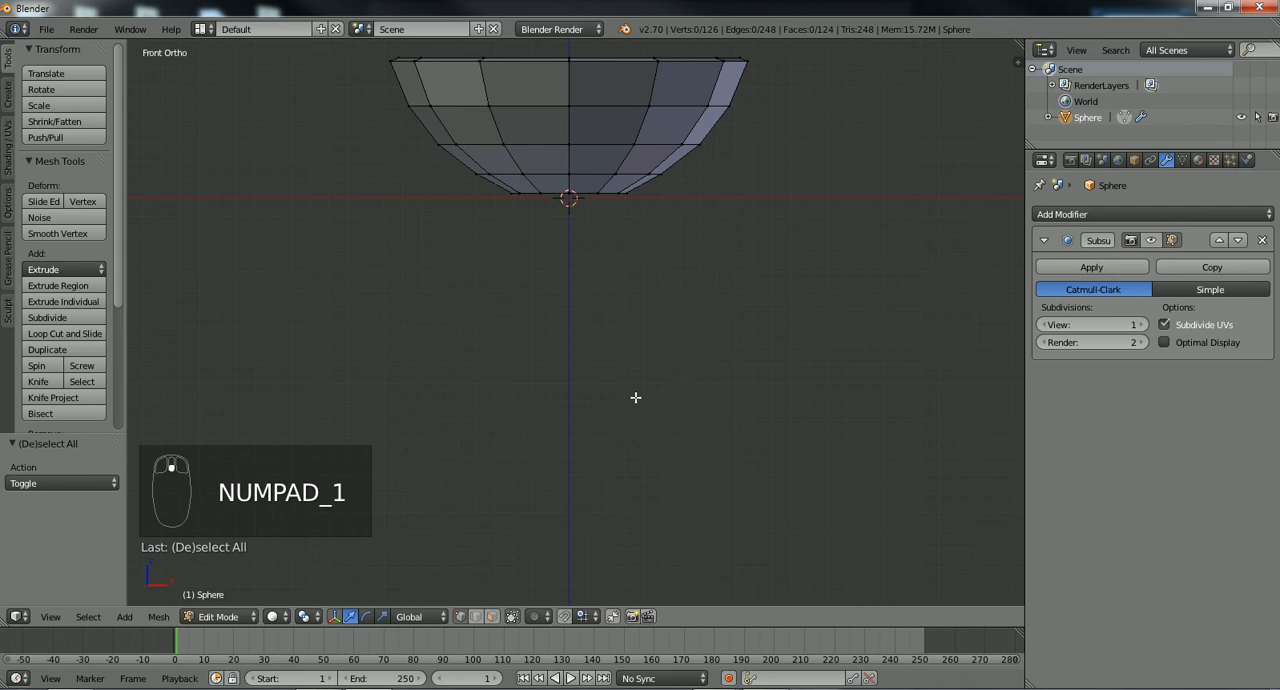 Blender
File Render Window Help Default Scene Blender Render v2.70 | Verts:0/126 | Edges:0/248 | Faces:0/124 | Tris:248 | Mem:15.72M | Sphere
Front Ortho
Tools
Create
Shading / UVs
Options
Grease Pencil
Sculpt
Transform
Translate
Rotate
Scale
Shrink/Fatten
Push/Pull
Mesh Tools
Deform:
Slide Ed Vertex
Noise
Smooth Vertex
Add:
Extrude
Extrude Region
Extrude Individual
Subdivide
Loop Cut and Slide
Duplicate
Spin Screw
Knife Select
Knife Project
Bisect
(De)select All
Action
Toggle
NUMPAD_1
Last: (De)select All
z
x
(1) Sphere
View Select Add Mesh Edit Mode Global
-50 -40 -30 -20 -10 0 10 20 30 40 50 60 70 80 90 100 110 120 130 140 150 160 170 180 190 200 210 220 230 240 250 260 270 280
View Marker Frame Playback Start: 1 End: 250 1 No Sync
View Search All Scenes
Scene
RenderLayers |
World
Sphere |
Sphere
Add Modifier
Subsu
Apply Copy
Catmull-Clark Simple
Subdivisions: Options:
View: 1 Subdivide UVs
Render: 2 Optimal Display